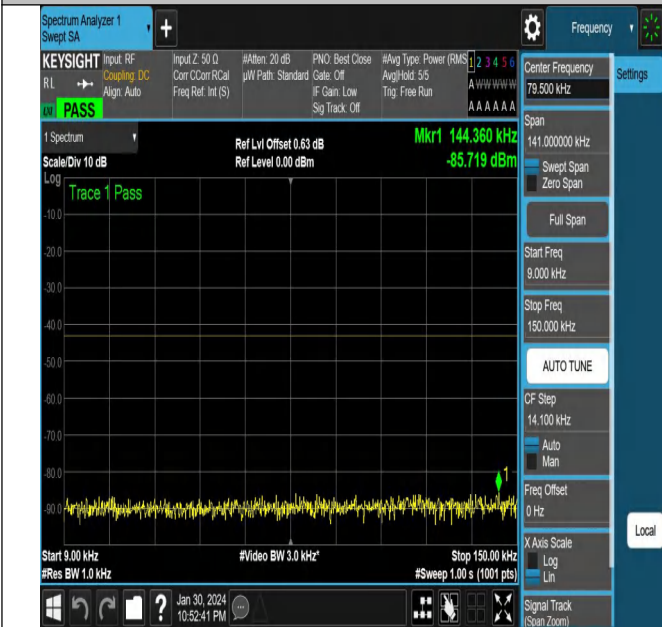 Spectrum Analyzer 1
Swept SA
Frequency
KEYSIGHT
RL
PASS
Input: RF
Coupling: DC
Align: Auto
Input Z: 50 Ω
Corr CCorr RCal
Freq Ref: Int (S)
#Atten: 20 dB
µW Path: Standard
PNO: Best Close
Gate: Off
IF Gain: Low
Sig Track: Off
#Avg Type: Power (RMS
Avg|Hold: 5/5
Trig: Free Run
1 2 3 4 5 6
A W W W W W
A A A A A A
1 Spectrum
Scale/Div 10 dB
Ref Lvl Offset 0.63 dB
Ref Level 0.00 dBm
Mkr1 144.360 kHz
-85.719 dBm
Log
Trace 1 Pass
-10.0
-20.0
-30.0
-40.0
-50.0
-60.0
-70.0
-80.0
-90.0
1
Start 9.00 kHz
#Res BW 1.0 kHz
#Video BW 3.0 kHz*
Stop 150.00 kHz
#Sweep 1.00 s (1001 pts)
Jan 30, 2024
10:52:41 PM
Center Frequency
79.500 kHz
Span
141.000000 kHz
Swept Span
Zero Span
Full Span
Start Freq
9.000 kHz
Stop Freq
150.000 kHz
AUTO TUNE
CF Step
14.100 kHz
Auto
Man
Freq Offset
0 Hz
X Axis Scale
Log
Lin
Signal Track
(Span Zoom)
Settings
Local